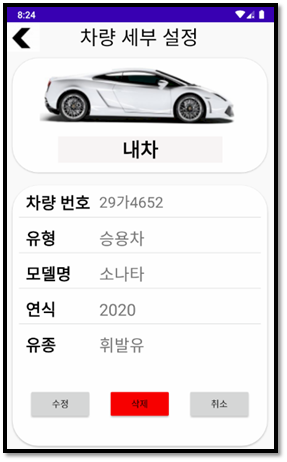 8:24
차량 세부 설정
내차
차량 번호 29가4652
유형 승용차
모델명 소나타
연식 2020
유종 휘발유
수정 삭제 취소